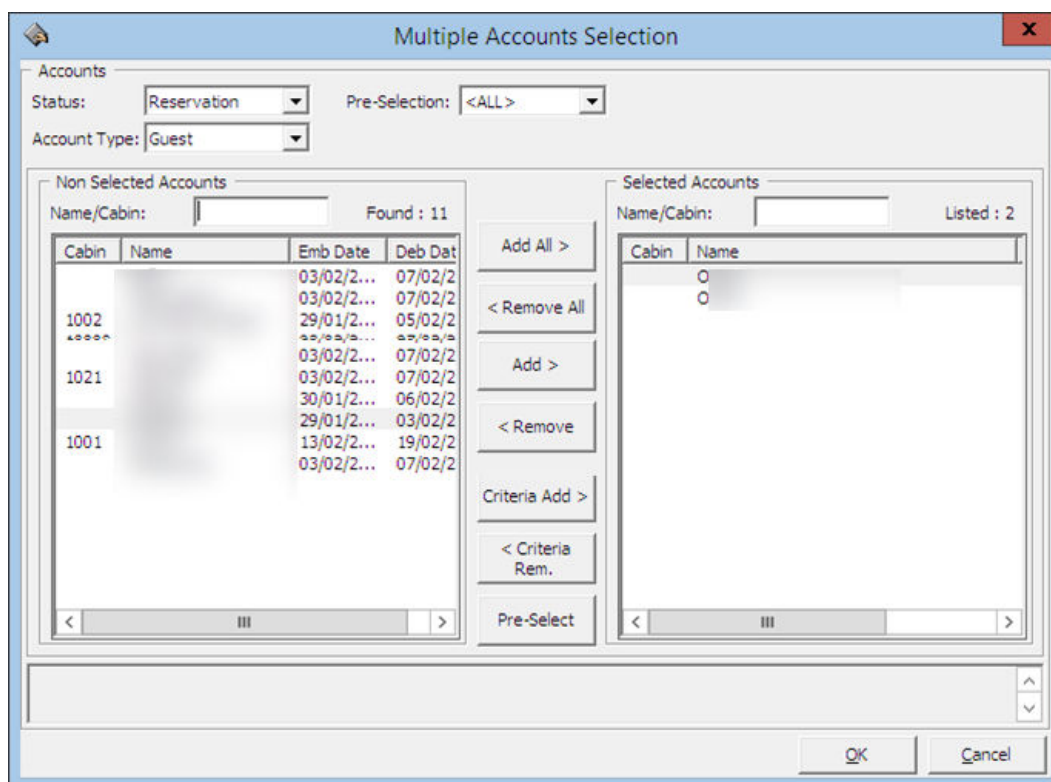 Multiple Accounts Selection
x
Accounts
Status: Reservation Pre-Selection: <ALL>
Account Type: Guest
Non Selected Accounts
Name/Cabin: Found : 11
Cabin Name Emb Date Deb Dat
03/02/2... 07/02/2
03/02/2... 07/02/2
1002 29/01/2... 05/02/2
03/02/2... 07/02/2
1021 03/02/2... 07/02/2
30/01/2... 06/02/2
29/01/2... 03/02/2
1001 13/02/2... 19/02/2
03/02/2... 07/02/2
Add All >
< Remove All
Add >
< Remove
Criteria Add >
< Criteria
Rem.
Pre-Select
Selected Accounts
Name/Cabin: Listed : 2
Cabin Name
O
O
OK Cancel